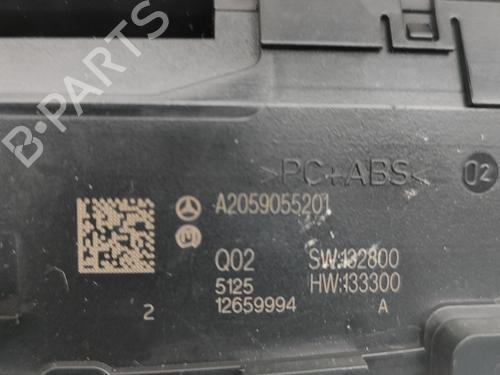 B-PARTS
>PC+ABS<
02
A2059055201
Q02 SW:132800
5125 HW:133300
2 12659994 A